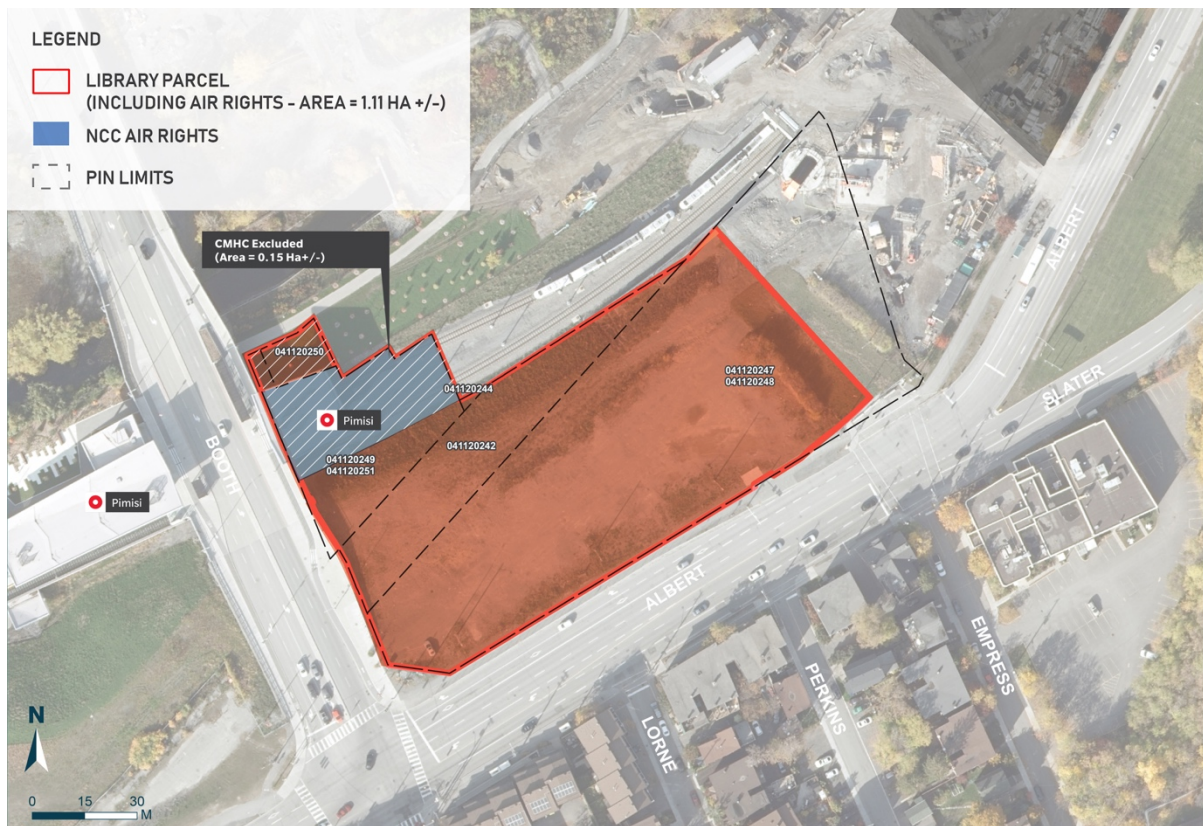 LEGEND
LIBRARY PARCEL
(INCLUDING AIR RIGHTS - AREA = 1.11 HA +/-)
NCC AIR RIGHTS
PIN LIMITS
CMHC Excluded
(Area = 0.15 Ha+/-)
ALBERT
041120250
041120244
041120247
041120248
SLATER
Pimisi
041120242
BOOTH
041120249
041120251
Pimisi
ALBERT
EMPRESS
PERKINS
LORNE
N
0 15 30
M